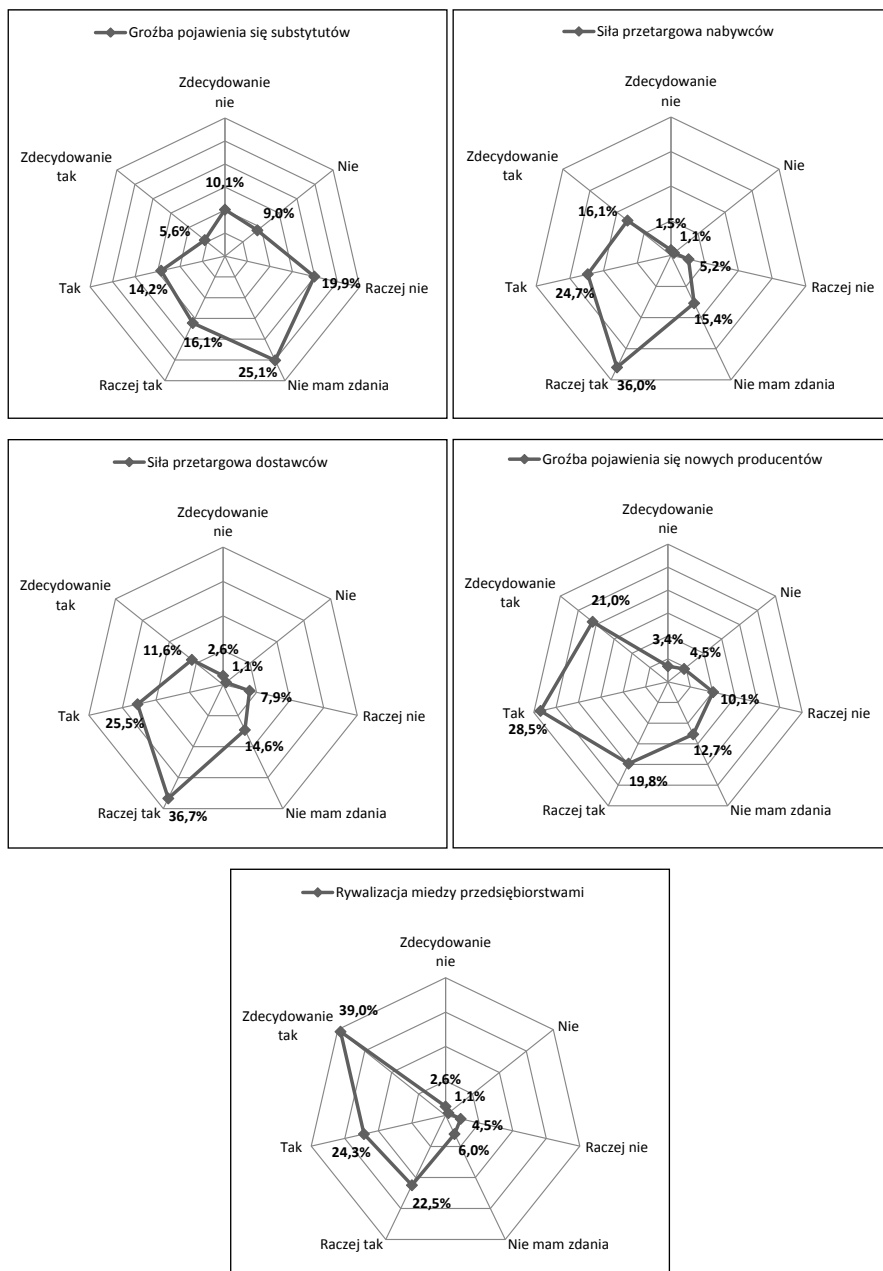 Groźba pojawienia się substytutów
Zdecydowanie
nie
Nie
Raczej nie
Nie mam zdania
Raczej tak
Tak
Zdecydowanie
tak
10,1%
9,0%
19,9%
25,1%
16,1%
14,2%
5,6%
Siła przetargowa nabywców
Zdecydowanie
nie
Nie
Raczej nie
Nie mam zdania
Raczej tak
Tak
Zdecydowanie
tak
1,5%
1,1%
5,2%
15,4%
36,0%
24,7%
16,1%
Siła przetargowa dostawców
Zdecydowanie
nie
Nie
Raczej nie
Nie mam zdania
Raczej tak
Tak
Zdecydowanie
tak
2,6%
1,1%
7,9%
14,6%
36,7%
25,5%
11,6%
Groźba pojawienia się nowych producentów
Zdecydowanie
nie
Nie
Raczej nie
Nie mam zdania
Raczej tak
Tak
Zdecydowanie
tak
3,4%
4,5%
10,1%
12,7%
19,8%
28,5%
21,0%
Rywalizacja miedzy przedsiębiorstwami
Zdecydowanie
nie
Nie
Raczej nie
Nie mam zdania
Raczej tak
Tak
Zdecydowanie
tak
2,6%
1,1%
4,5%
6,0%
22,5%
24,3%
39,0%